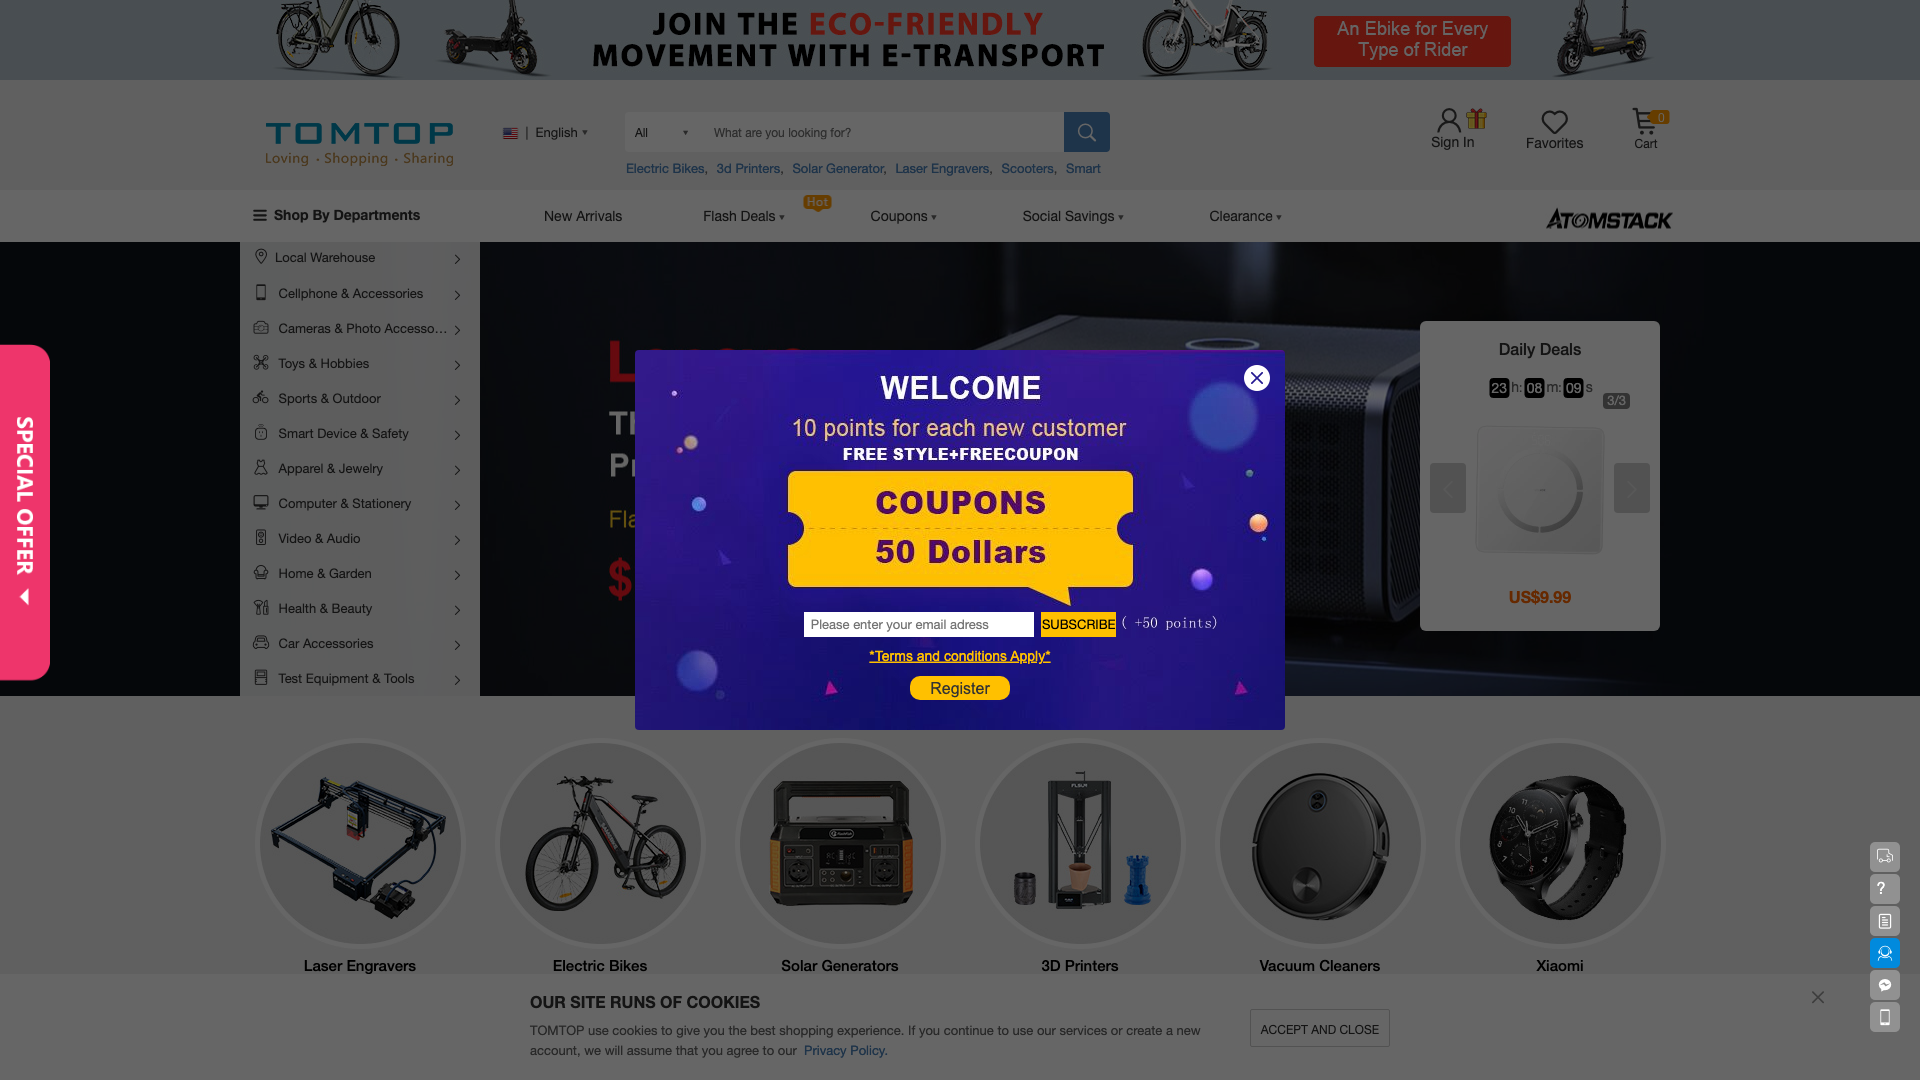 JOIN THE ECO-FRIENDLY
MOVEMENT WITH E-TRANSPORT
An Ebike for Every
Type of Rider
TOMTOP
Loving · Shopping · Sharing
| English
All
What are you looking for?
Electric Bikes, 3d Printers, Solar Generator, Laser Engravers, Scooters, Smart
Sign In
Favorites
0
Cart
Shop By Departments
New Arrivals
Flash Deals
Hot
Coupons
Social Savings
Clearance
ATOMSTACK
Local Warehouse
Cellphone & Accessories
Cameras & Photo Accesso...
Toys & Hobbies
Sports & Outdoor
Smart Device & Safety
Apparel & Jewelry
Computer & Stationery
Video & Audio
Home & Garden
Health & Beauty
Car Accessories
Test Equipment & Tools
SPECIAL OFFER
WELCOME
10 points for each new customer
FREE STYLE+FREECOUPON
COUPONS
50 Dollars
Please enter your email adress
SUBSCRIBE
( +50 points)
*Terms and conditions Apply*
Register
Daily Deals
23 h: 08 m: 09 s
3/3
US$9.99
Laser Engravers
Electric Bikes
Solar Generators
3D Printers
Vacuum Cleaners
Xiaomi
OUR SITE RUNS OF COOKIES
TOMTOP use cookies to give you the best shopping experience. If you continue to use our services or create a new
account, we will assume that you agree to our Privacy Policy.
ACCEPT AND CLOSE